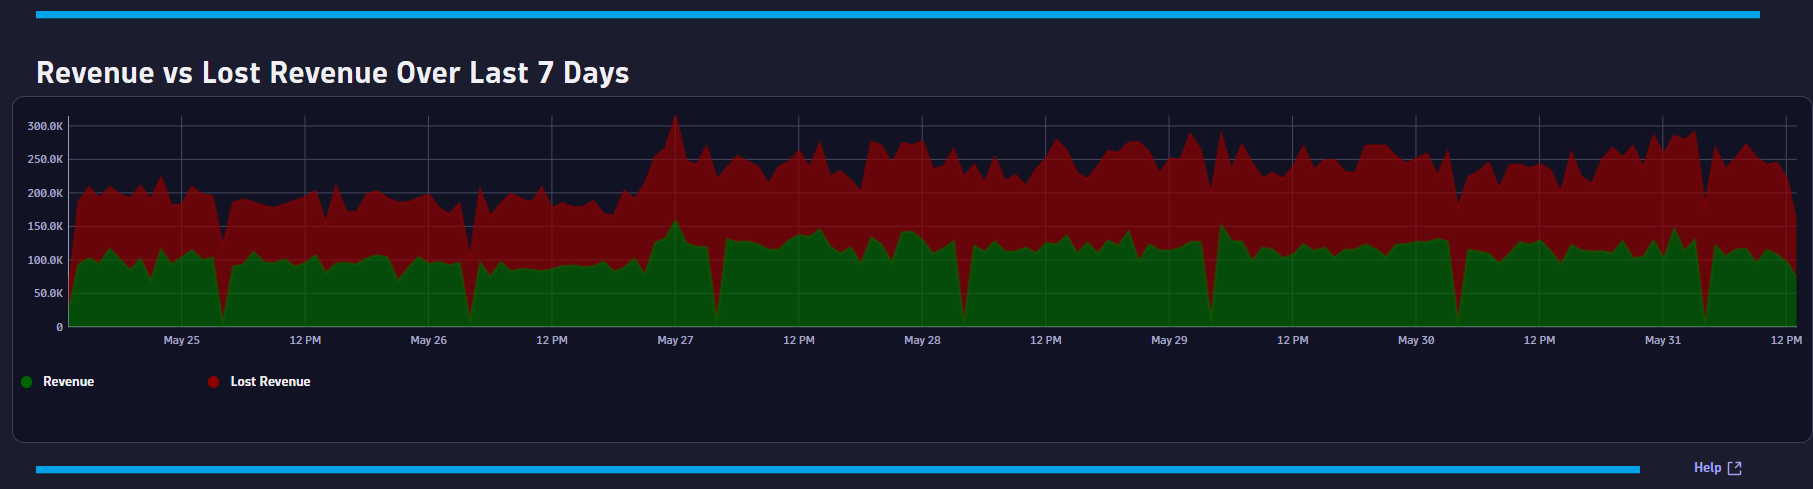 Revenue vs Lost Revenue Over Last 7 Days
300.0K
250.0K
200.0K
150.0K
100.0K
50.0K
0
May 25 12 PM May 26 12 PM May 27 12 PM May 28 12 PM May 29 12 PM May 30 12 PM May 31 12 PM
Revenue Lost Revenue
Help